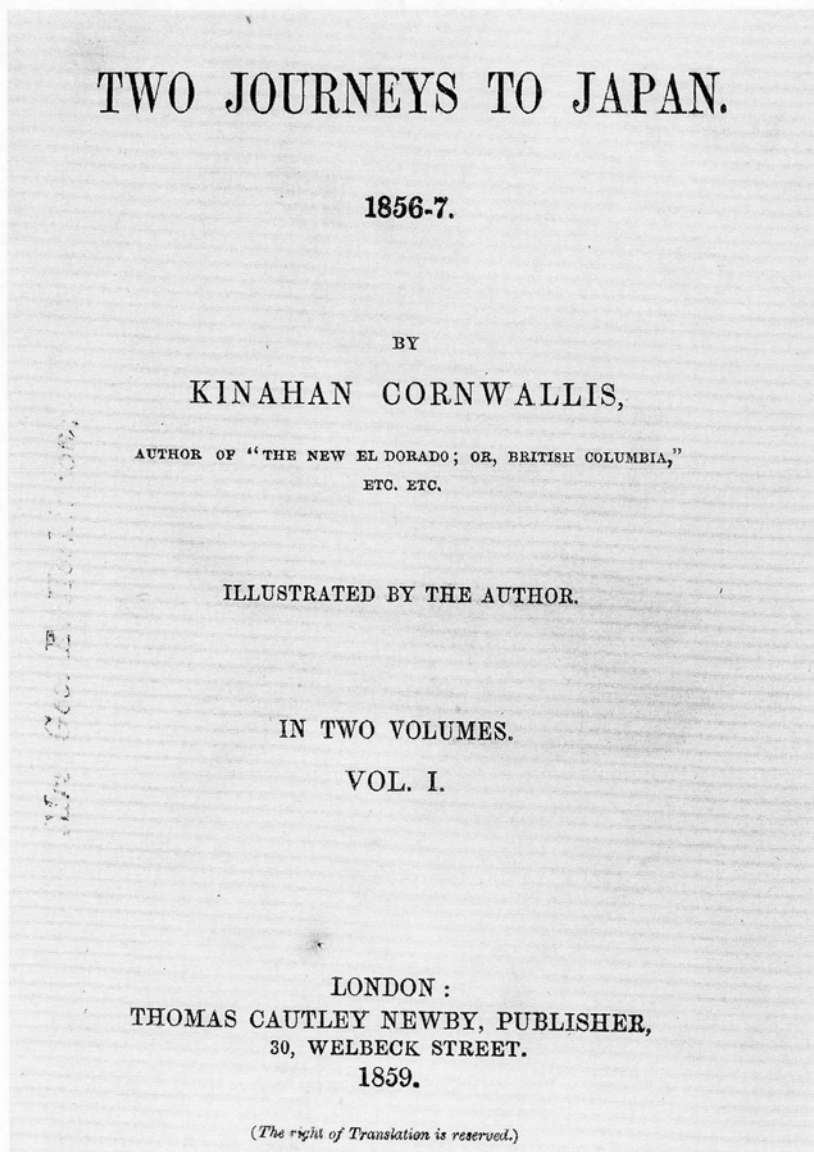 TWO JOURNEYS TO JAPAN.
1856-7.
BY
KINAHAN CORNWALLIS,
AUTHOR OF "THE NEW EL DORADO; OR, BRITISH COLUMBIA,"
ETC. ETC.
ILLUSTRATED BY THE AUTHOR.
IN TWO VOLUMES.
VOL. I.
LONDON:
THOMAS CAUTLEY NEWBY, PUBLISHER,
30, WELBECK STREET.
1859.
(The right of Translation is reserved.)